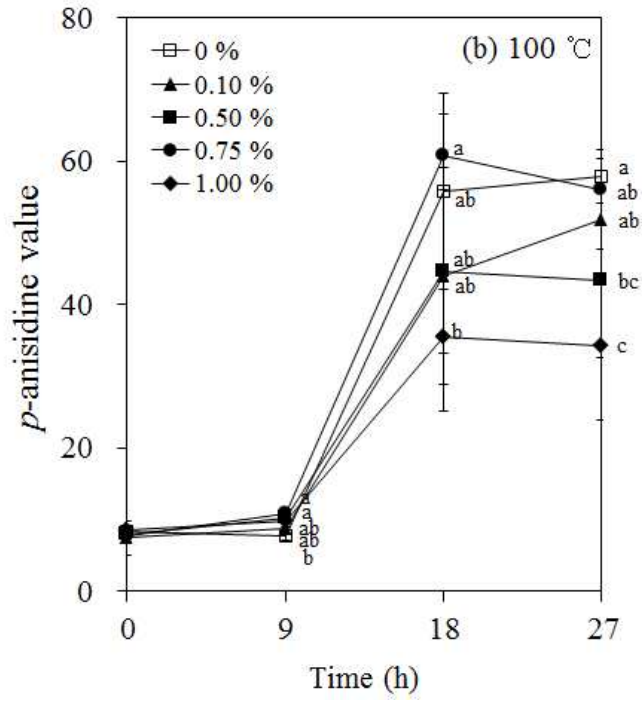 80
60
40
20
0
p-anisidine value
(b) 100 ℃
0 %
0.10 %
0.50 %
0.75 %
1.00 %
a
a
ab
ab
b
a
ab
ab
ab
b
a
ab
ab
bc
c
0 9 18 27
Time (h)